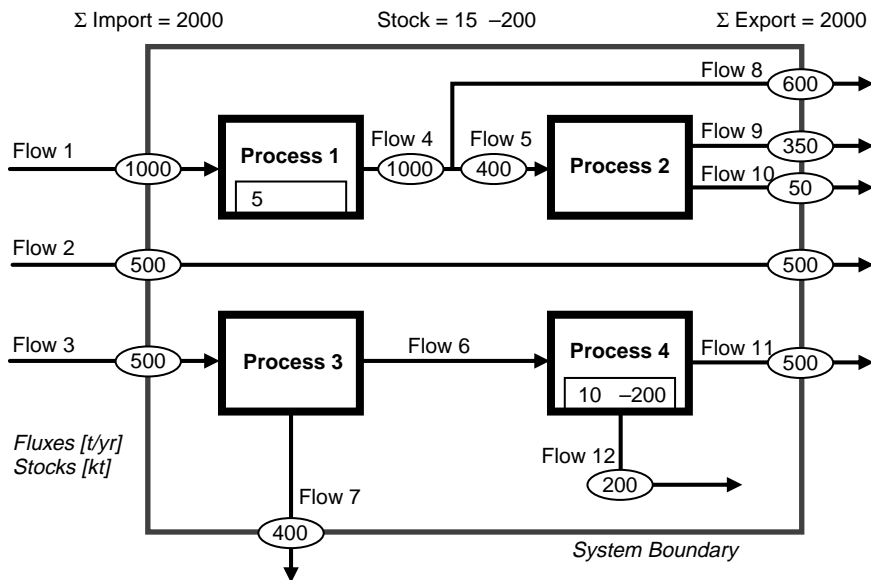 Σ Import = 2000
Stock = 15 –200
Σ Export = 2000
Flow 8
600
Flow 1
1000
Process 1
5
Flow 4
1000
Flow 5
400
Process 2
Flow 9
350
Flow 10
50
Flow 2
500
500
Flow 3
500
Process 3
Flow 6
Process 4
10 –200
Flow 11
500
Fluxes [t/yr]
Stocks [kt]
Flow 7
400
Flow 12
200
System Boundary